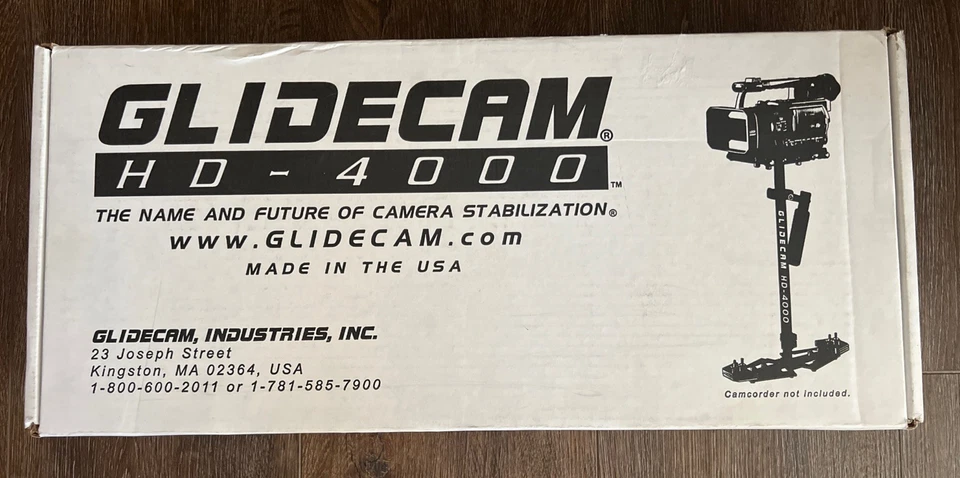 GLIDECAM®
HD-4000™
THE NAME AND FUTURE OF CAMERA STABILIZATION®
www.GLIDECAM.com
MADE IN THE USA
GLIDECAM, INDUSTRIES, INC.
23 Joseph Street
Kingston, MA 02364, USA
1-800-600-2011 or 1-781-585-7900
GLIDECAM HD-4000
Camcorder not included.